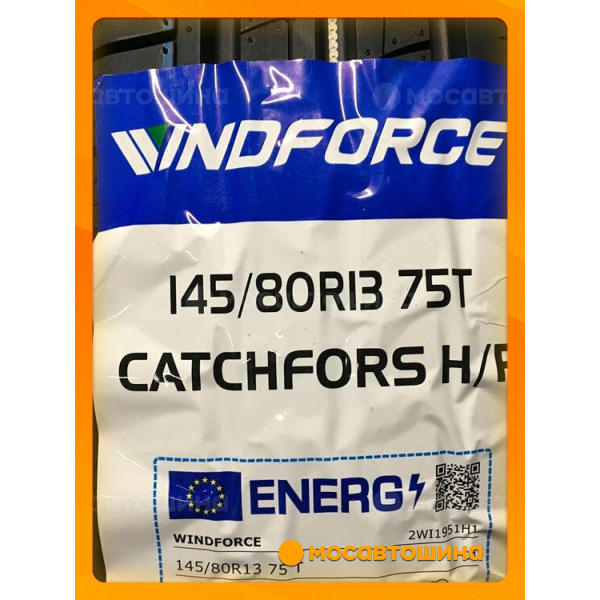 WINDFORCE
145/80R13 75T
CATCHFORS H/P
ENERG
WINDFORCE 2WI1951H1
мосавтошина
145/80R13 75 T